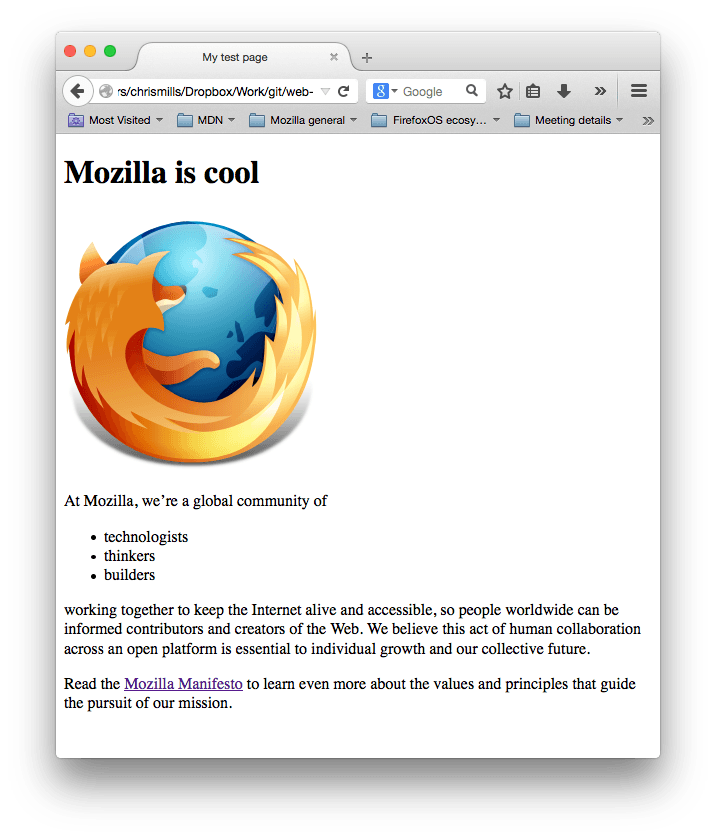 My test page
rs/chrismills/Dropbox/Work/git/web-
Google
Most Visited
MDN
Mozilla general
FirefoxOS ecosy…
Meeting details
Mozilla is cool
At Mozilla, we’re a global community of
technologists
thinkers
builders
working together to keep the Internet alive and accessible, so people worldwide can be
informed contributors and creators of the Web. We believe this act of human collaboration
across an open platform is essential to individual growth and our collective future.
Read the Mozilla Manifesto to learn even more about the values and principles that guide
the pursuit of our mission.